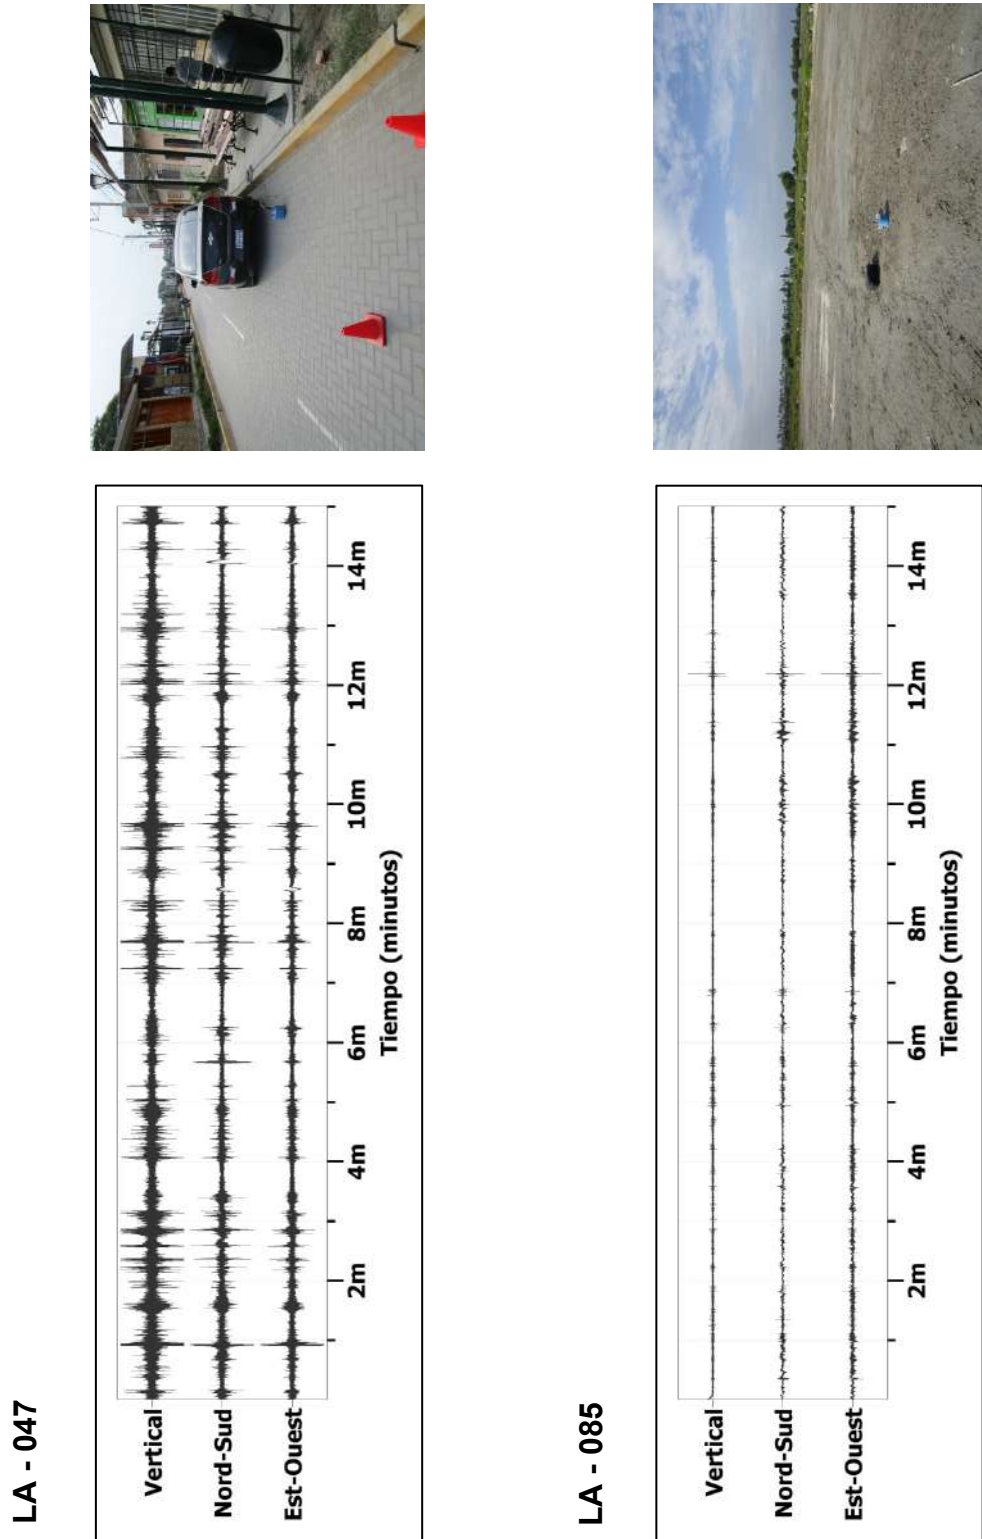 LA - 047
Vertical
Nord-Sud
Est-Ouest
2m
4m
6m
8m
10m
12m
14m
Tiempo (minutos)
LA - 085
Vertical
Nord-Sud
Est-Ouest
2m
4m
6m
8m
10m
12m
14m
Tiempo (minutos)